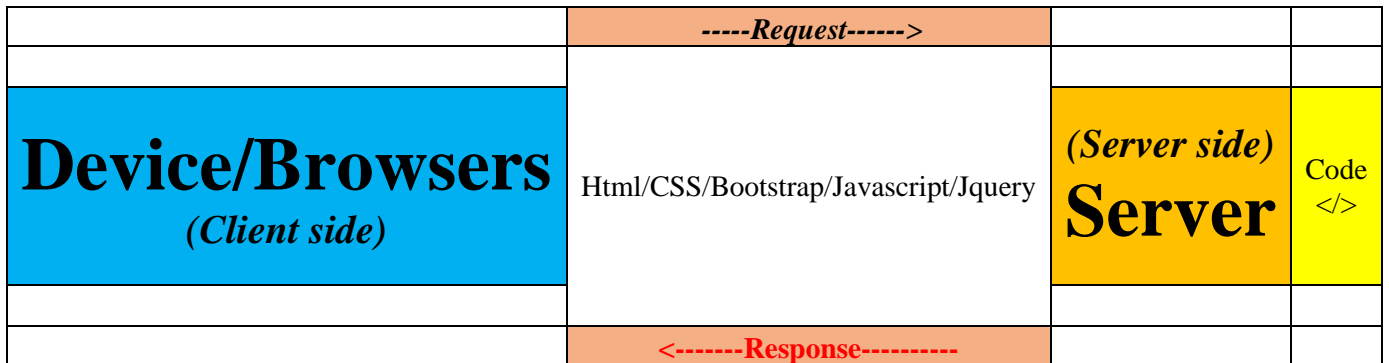 -----Request------>
Device/Browsers
(Client side)
Html/CSS/Bootstrap/Javascript/Jquery
(Server side)
Server
Code
</>
<-------Response----------